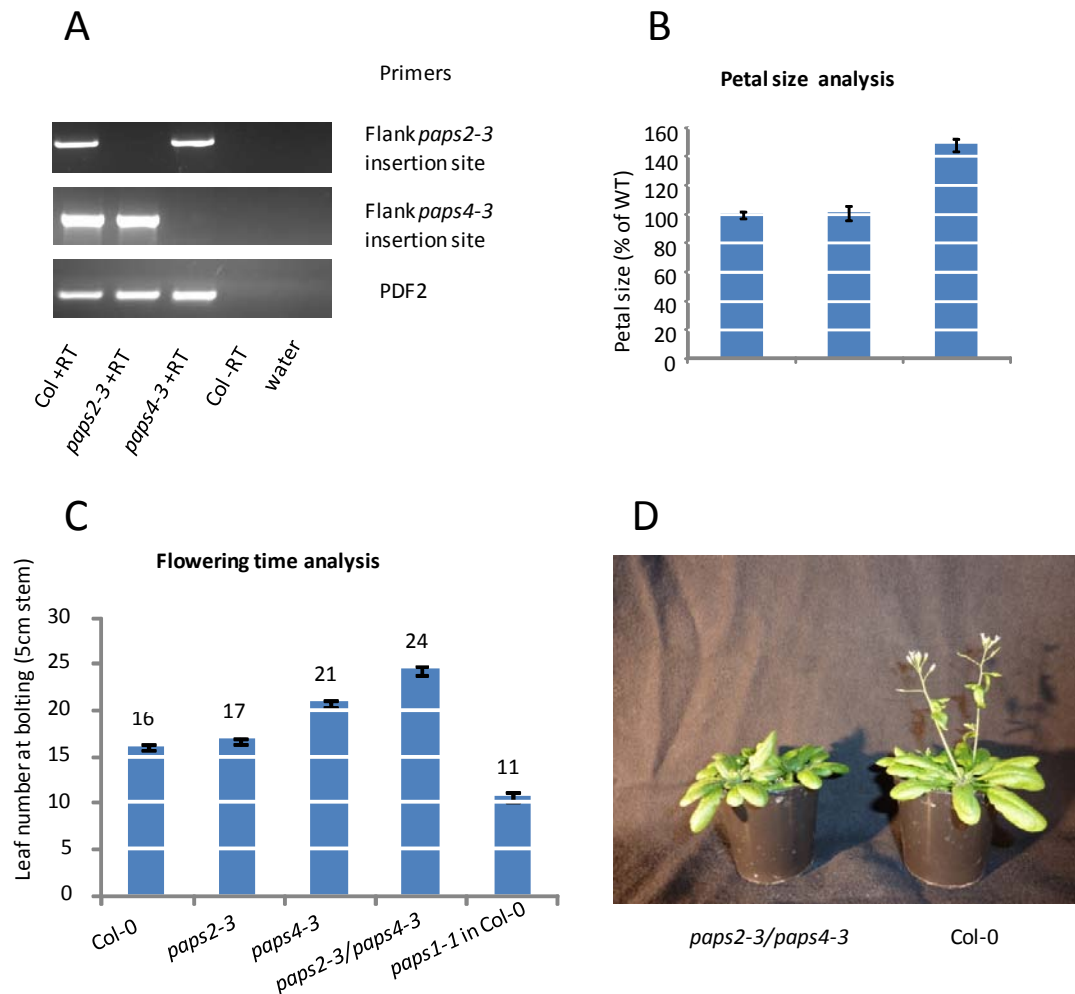 A
Primers
Flank paps2-3
insertion site
Flank paps4-3
insertion site
PDF2
Col +RT
paps2-3 +RT
paps4-3 +RT
Col -RT
water
B
Petal size analysis
Petal size (% of WT)
160
140
120
100
80
60
40
20
0
C
Flowering time analysis
Leaf number at bolting (5cm stem)
30
25
20
15
10
5
0
16
17
21
24
11
Col-0
paps2-3
paps4-3
paps2-3/paps4-3
paps1-1 in Col-0
D
paps2-3/paps4-3
Col-0